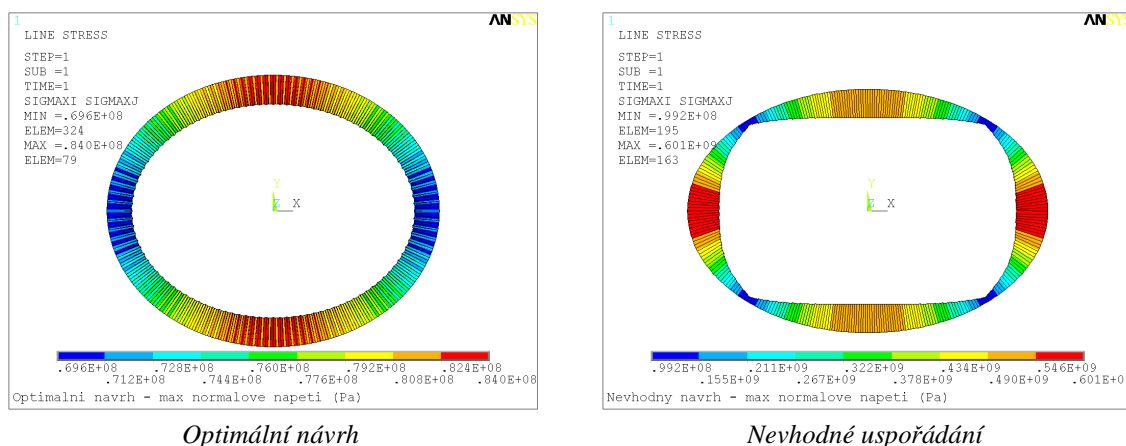 1
ANSYS
LINE STRESS
STEP=1
SUB =1
TIME=1
SIGMAXI SIGMAXJ
MIN =.696E+08
ELEM=324
MAX =.840E+08
ELEM=79
Y
Z X
.696E+08 .728E+08 .760E+08 .792E+08 .824E+08
.712E+08 .744E+08 .776E+08 .808E+08 .840E+08
Optimalni navrh - max normalove napeti (Pa)
Optimální návrh
1
ANSYS
LINE STRESS
STEP=1
SUB =1
TIME=1
SIGMAXI SIGMAXJ
MIN =.992E+08
ELEM=195
MAX =.601E+09
ELEM=163
Y
Z X
.992E+08 .211E+09 .322E+09 .434E+09 .546E+09
.155E+09 .267E+09 .378E+09 .490E+09 .601E+0
Nevhodny navrh - max normalove napeti (Pa)
Nevhodné uspořádání